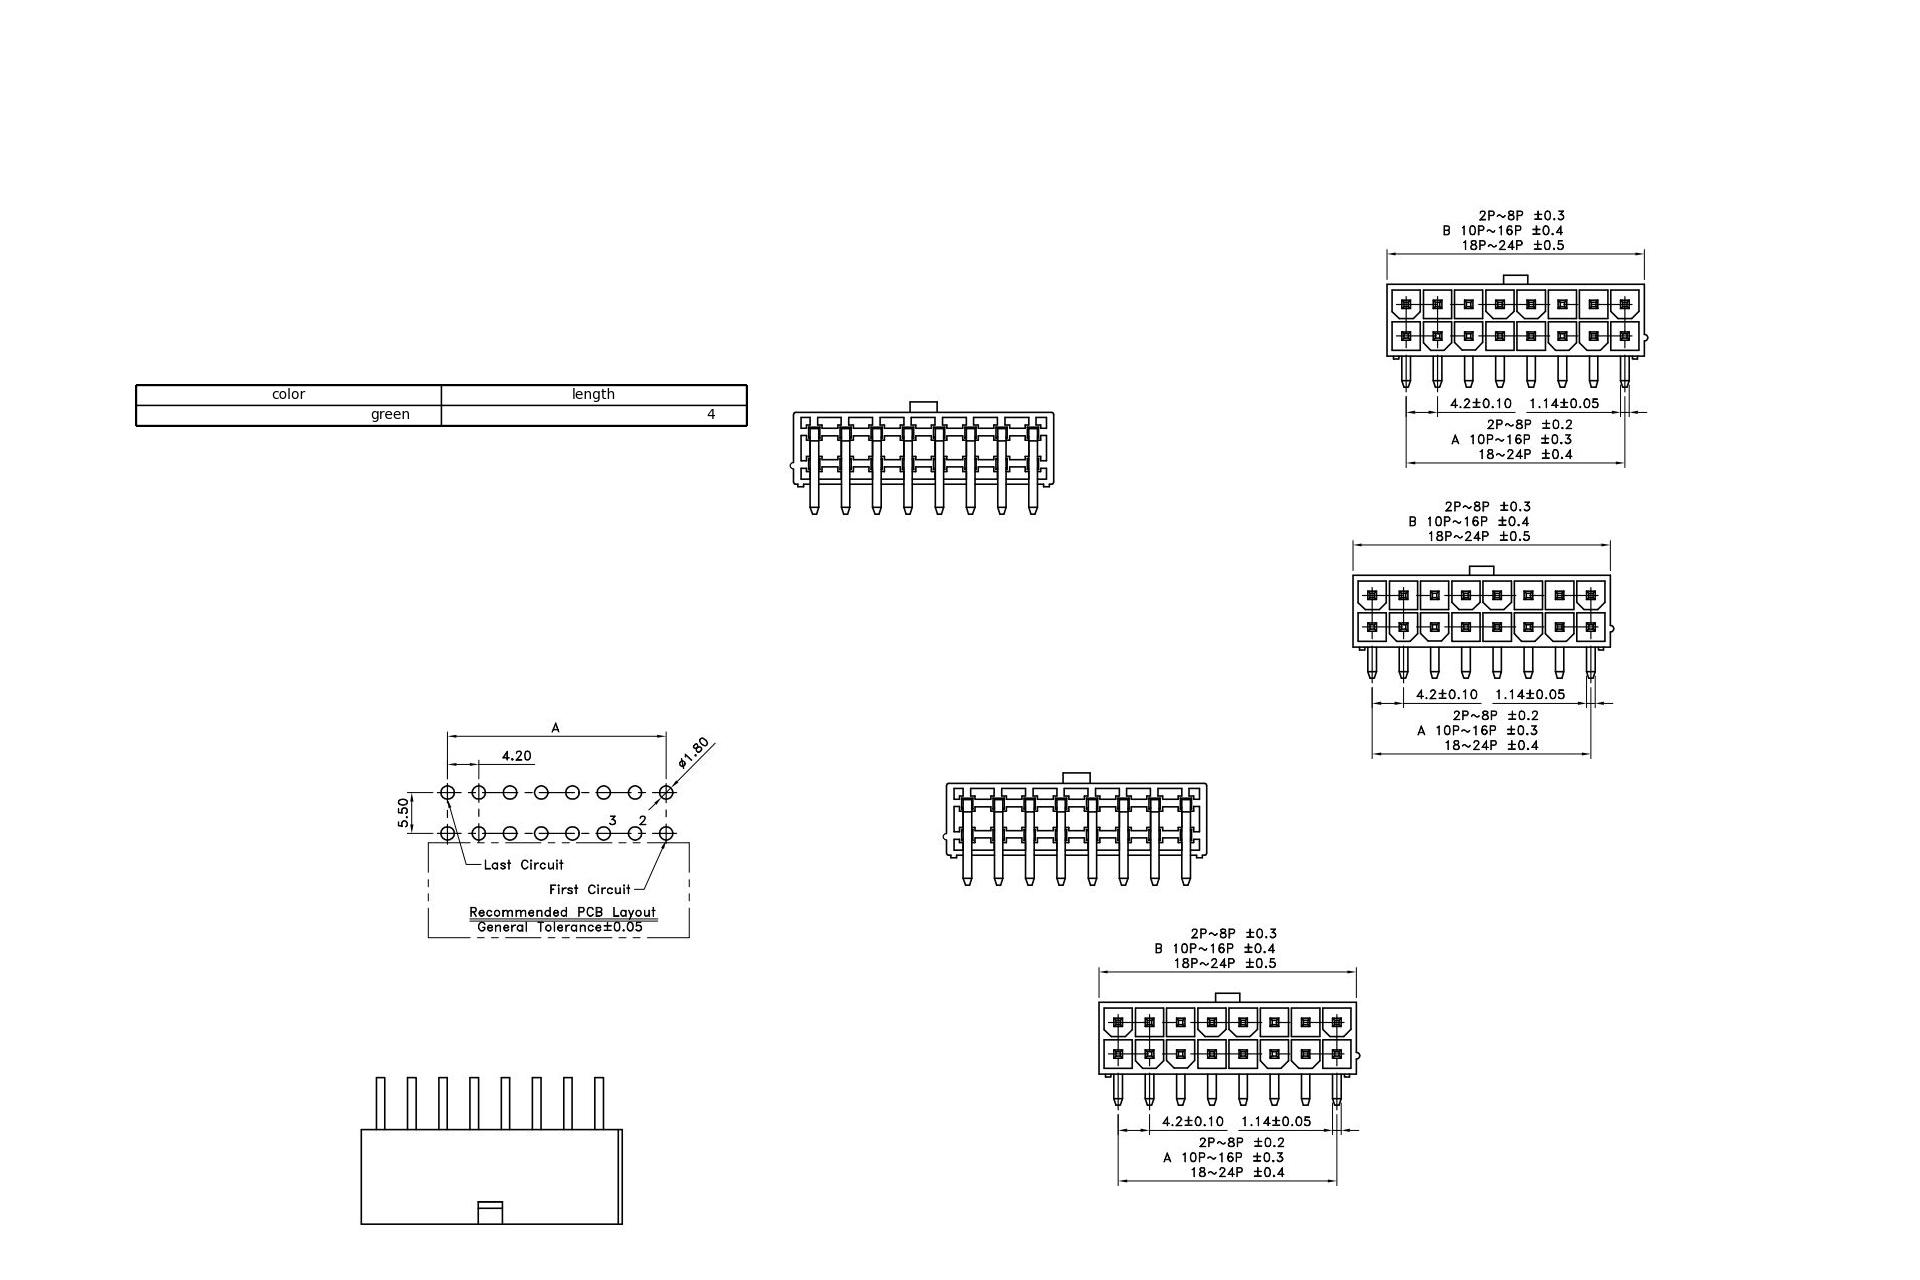 2P~8P ±0.3
B 10P~16P ±0.4
18P~24P ±0.5
4.2±0.10 1.14±0.05
2P~8P ±0.2
A 10P~16P ±0.3
18~24P ±0.4
color length
green 4
2P~8P ±0.3
B 10P~16P ±0.4
18P~24P ±0.5
4.2±0.10 1.14±0.05
2P~8P ±0.2
A 10P~16P ±0.3
18~24P ±0.4
A
4.20
ø1.80
5.50
3 2
Last Circuit
First Circuit
Recommended PCB Layout
General Tolerance±0.05
2P~8P ±0.3
B 10P~16P ±0.4
18P~24P ±0.5
4.2±0.10 1.14±0.05
2P~8P ±0.2
A 10P~16P ±0.3
18~24P ±0.4